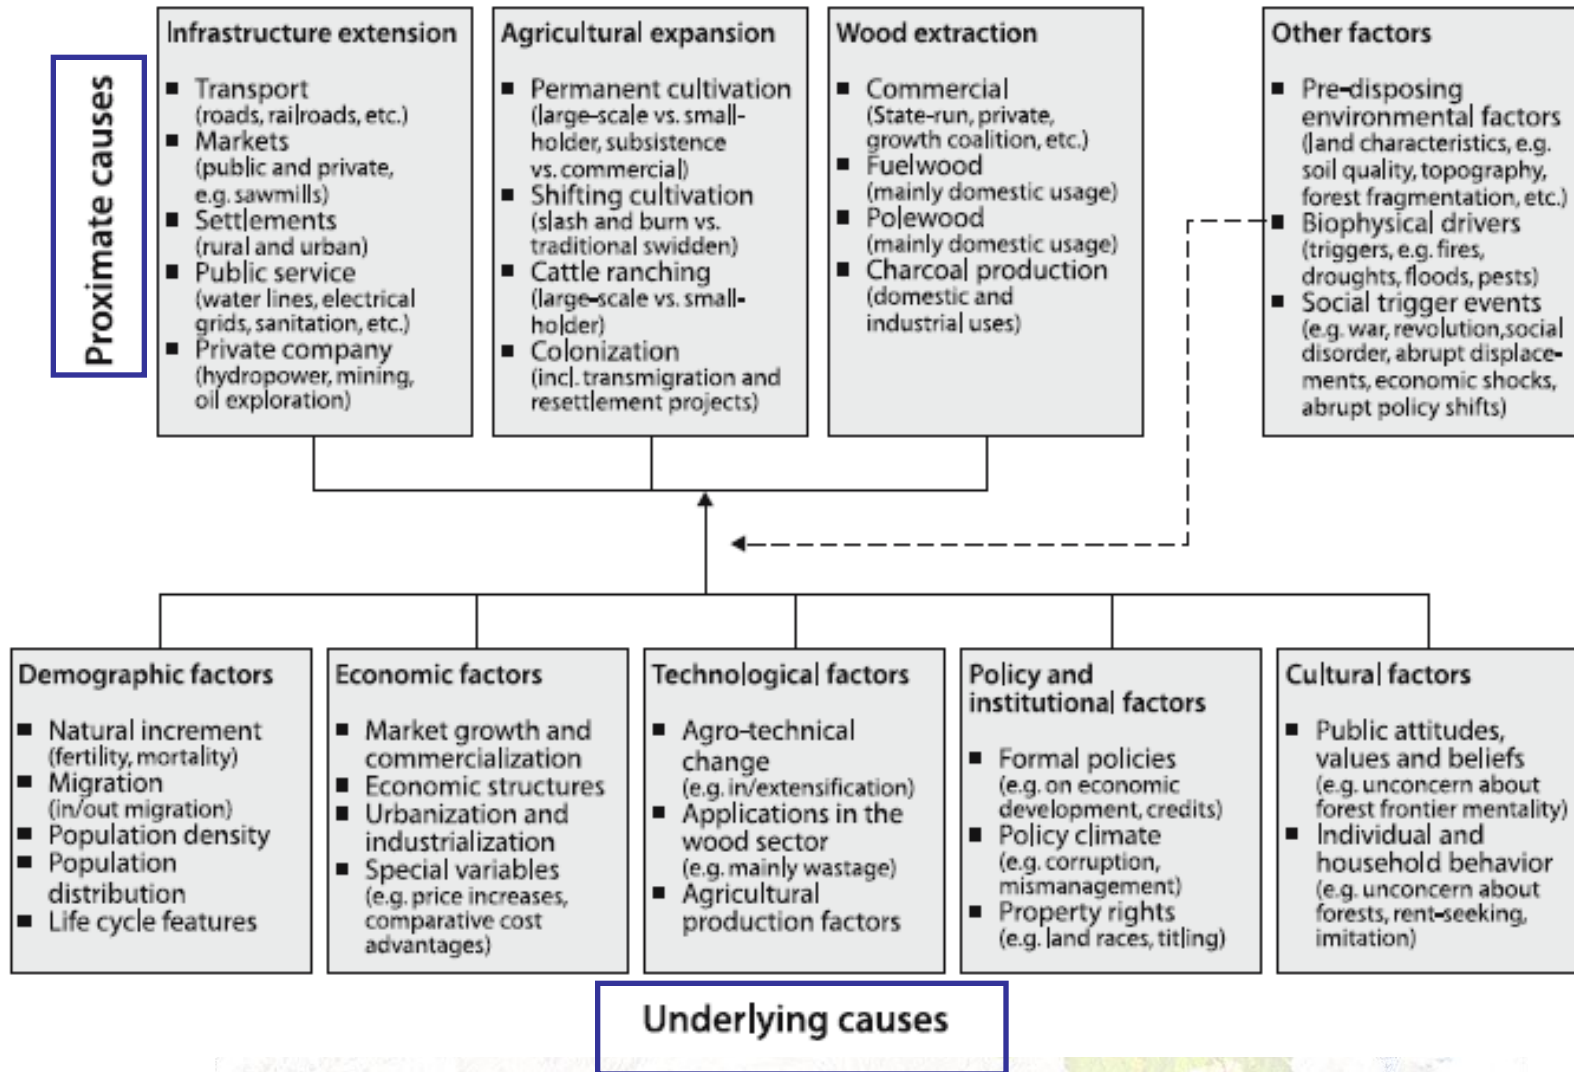 Proximate causes
Infrastructure extension
■ Transport
(roads, railroads, etc.)
■ Markets
(public and private,
e.g. sawmills)
■ Settlements
(rural and urban)
■ Public service
(water lines, electrical
grids, sanitation, etc.)
■ Private company
(hydropower, mining,
oil exploration)
Agricultural expansion
■ Permanent cultivation
(large-scale vs. small-
holder, subsistence
vs. commercial)
■ Shifting cultivation
(slash and burn vs.
traditional swidden)
■ Cattle ranching
(large-scale vs. small-
holder)
■ Colonization
(incl. transmigration and
resettlement projects)
Wood extraction
■ Commercial
(State-run, private,
growth coalition, etc.)
■ Fuelwood
(mainly domestic usage)
■ Polewood
(mainly domestic usage)
■ Charcoal production
(domestic and
industrial uses)
Other factors
■ Pre-disposing
environmental factors
(land characteristics, e.g.
soil quality, topography,
forest fragmentation, etc.)
■ Biophysical drivers
(triggers, e.g. fires,
droughts, floods, pests)
■ Social trigger events
(e.g. war, revolution,social
disorder, abrupt displace-
ments, economic shocks,
abrupt policy shifts)
Demographic factors
■ Natural increment
(fertility, mortality)
■ Migration
(in/out migration)
■ Population density
■ Population
distribution
■ Life cycle features
Economic factors
■ Market growth and
commercialization
■ Economic structures
■ Urbanization and
industrialization
■ Special variables
(e.g. price increases,
comparative cost
advantages)
Technological factors
■ Agro-technical
change
(e.g. in/extensification)
■ Applications in the
wood sector
(e.g. mainly wastage)
■ Agricultural
production factors
Policy and
institutional factors
■ Formal policies
(e.g. on economic
development, credits)
■ Policy climate
(e.g. corruption,
mismanagement)
■ Property rights
(e.g. land races, titling)
Cultural factors
■ Public attitudes,
values and beliefs
(e.g. unconcern about
forest frontier mentality)
■ Individual and
household behavior
(e.g. unconcern about
forests, rent-seeking,
imitation)
Underlying causes